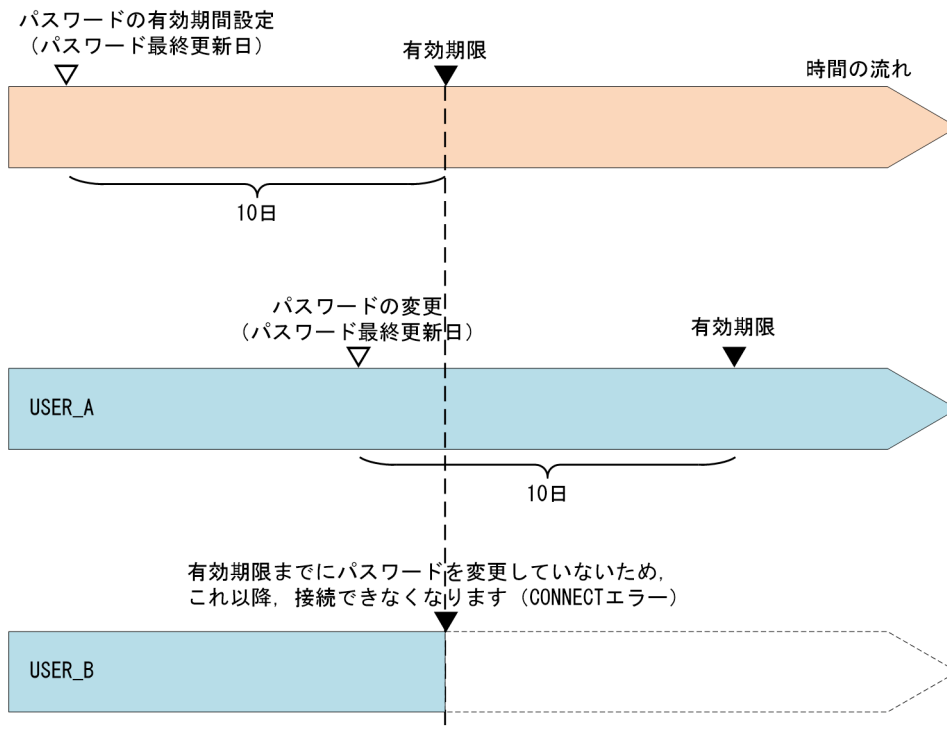 パスワードの有効期間設定
（パスワード最終更新日）
有効期限
時間の流れ
10日
パスワードの変更
（パスワード最終更新日）
有効期限
USER_A
10日
有効期限までにパスワードを変更していないため，
これ以降，接続できなくなります（CONNECTエラー）
USER_B